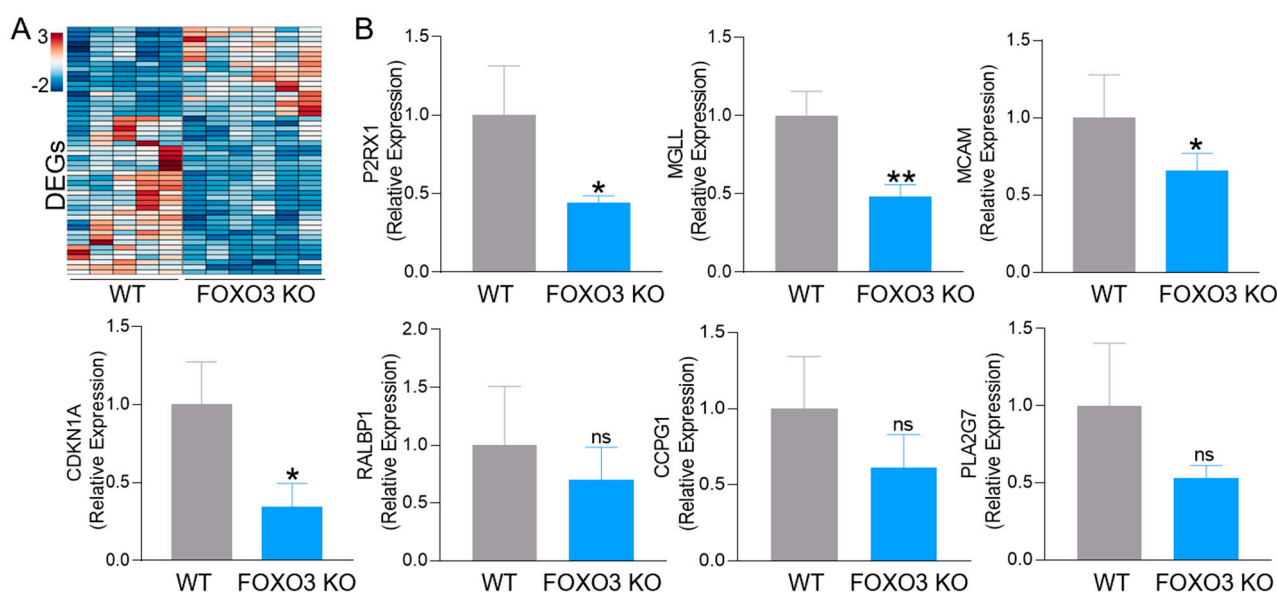 A
3
-2
DEGs
WT
FOXO3 KO
B
P2RX1
(Relative Expression)
1.5
1.0
0.5
0.0
*
WT
FOXO3 KO
MGLL
(Relative Expression)
1.5
1.0
0.5
0.0
**
WT
FOXO3 KO
MCAM
(Relative Expression)
1.5
1.0
0.5
0.0
*
WT
FOXO3 KO
CDKN1A
(Relative Expression)
1.5
1.0
0.5
0.0
*
WT
FOXO3 KO
RALBP1
(Relative Expression)
2.0
1.5
1.0
0.5
0.0
ns
WT
FOXO3 KO
CCPG1
(Relative Expression)
1.5
1.0
0.5
0.0
ns
WT
FOXO3 KO
PLA2G7
(Relative Expression)
1.5
1.0
0.5
0.0
ns
WT
FOXO3 KO